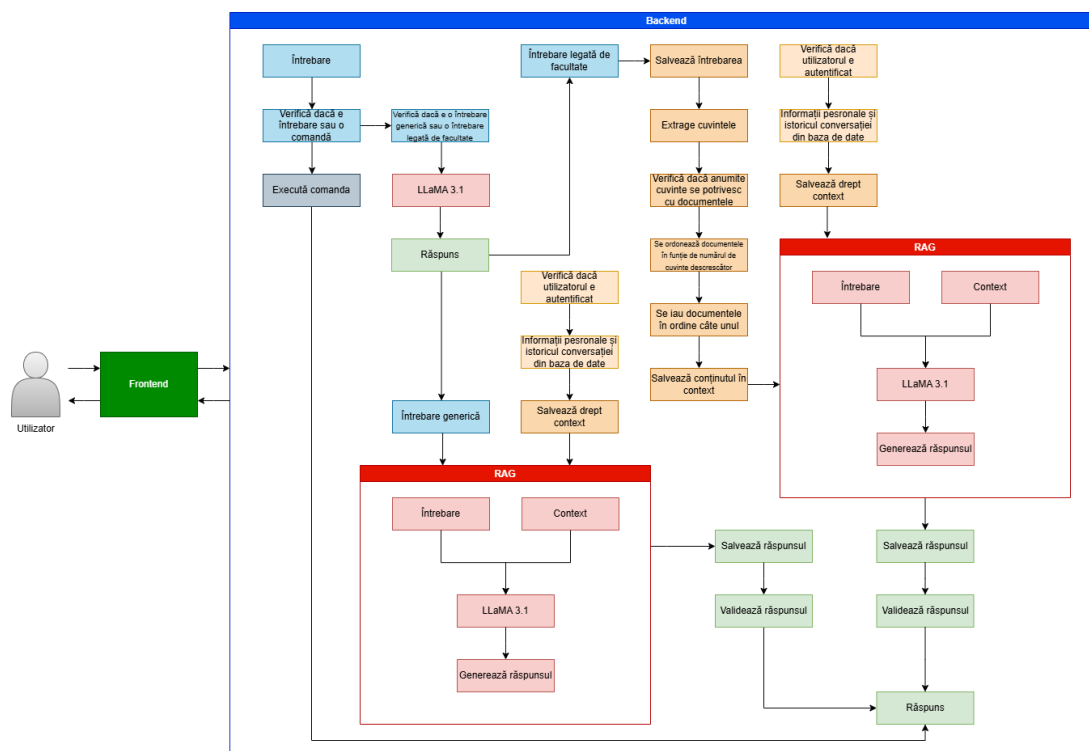 Backend
Întrebare
Verifică dacă e
întrebare sau o
comandă
Execută comanda
Verifică dacă e o întrebare
generică sau o întrebare
legată de facultate
LLaMA 3.1
Răspuns
Întrebare generică
Întrebare legată de
facultate
Salvează întrebarea
Extrage cuvintele
Verifică dacă anumite
cuvinte se potrivesc
cu documentele
Se ordonează documentele
în funcție de numărul de
cuvinte descrescător
Se iau documentele
în ordine câte unul
Salvează conținutul în
context
Verifică dacă
utilizatorul e
autentificat
Informații pesronale și
istoricul conversației
din baza de date
Salvează drept
context
RAG
Întrebare
Context
LLaMA 3.1
Generează răspunsul
Verifică dacă
utilizatorul e
autentificat
Informații pesronale și
istoricul conversației
din baza de date
Salvează drept
context
RAG
Întrebare
Context
LLaMA 3.1
Generează răspunsul
Salvează răspunsul
Validează răspunsul
Salvează răspunsul
Validează răspunsul
Răspuns
Frontend
Utilizator